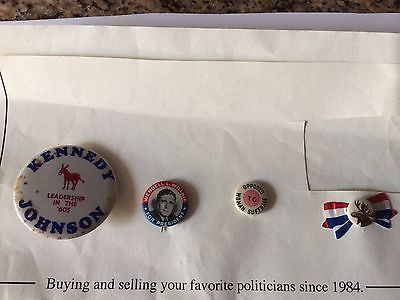 KENNEDY
LEADERSHIP
IN THE
'60S
JOHNSON
WENDELL L. WILLKIE
FOR PRESIDENT
OPPOSED
TO
WOMAN SUFFRAGE
Buying and selling your favorite politicians since 1984.